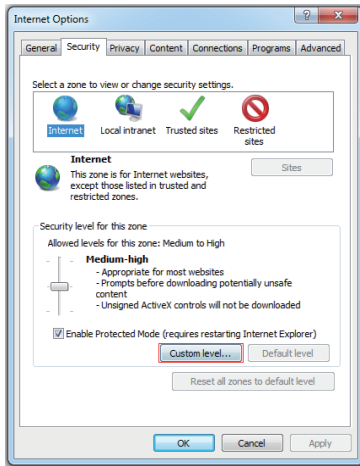 Internet Options
General Security Privacy Content Connections Programs Advanced
Select a zone to view or change security settings.
Internet Local intranet Trusted sites Restricted
sites
Internet
Sites
This zone is for Internet websites,
except those listed in trusted and
restricted zones.
Security level for this zone
Allowed levels for this zone: Medium to High
Medium-high
- Appropriate for most websites
- Prompts before downloading potentially unsafe
content
- Unsigned ActiveX controls will not be downloaded
Enable Protected Mode (requires restarting Internet Explorer)
Custom level... Default level
Reset all zones to default level
OK Cancel Apply